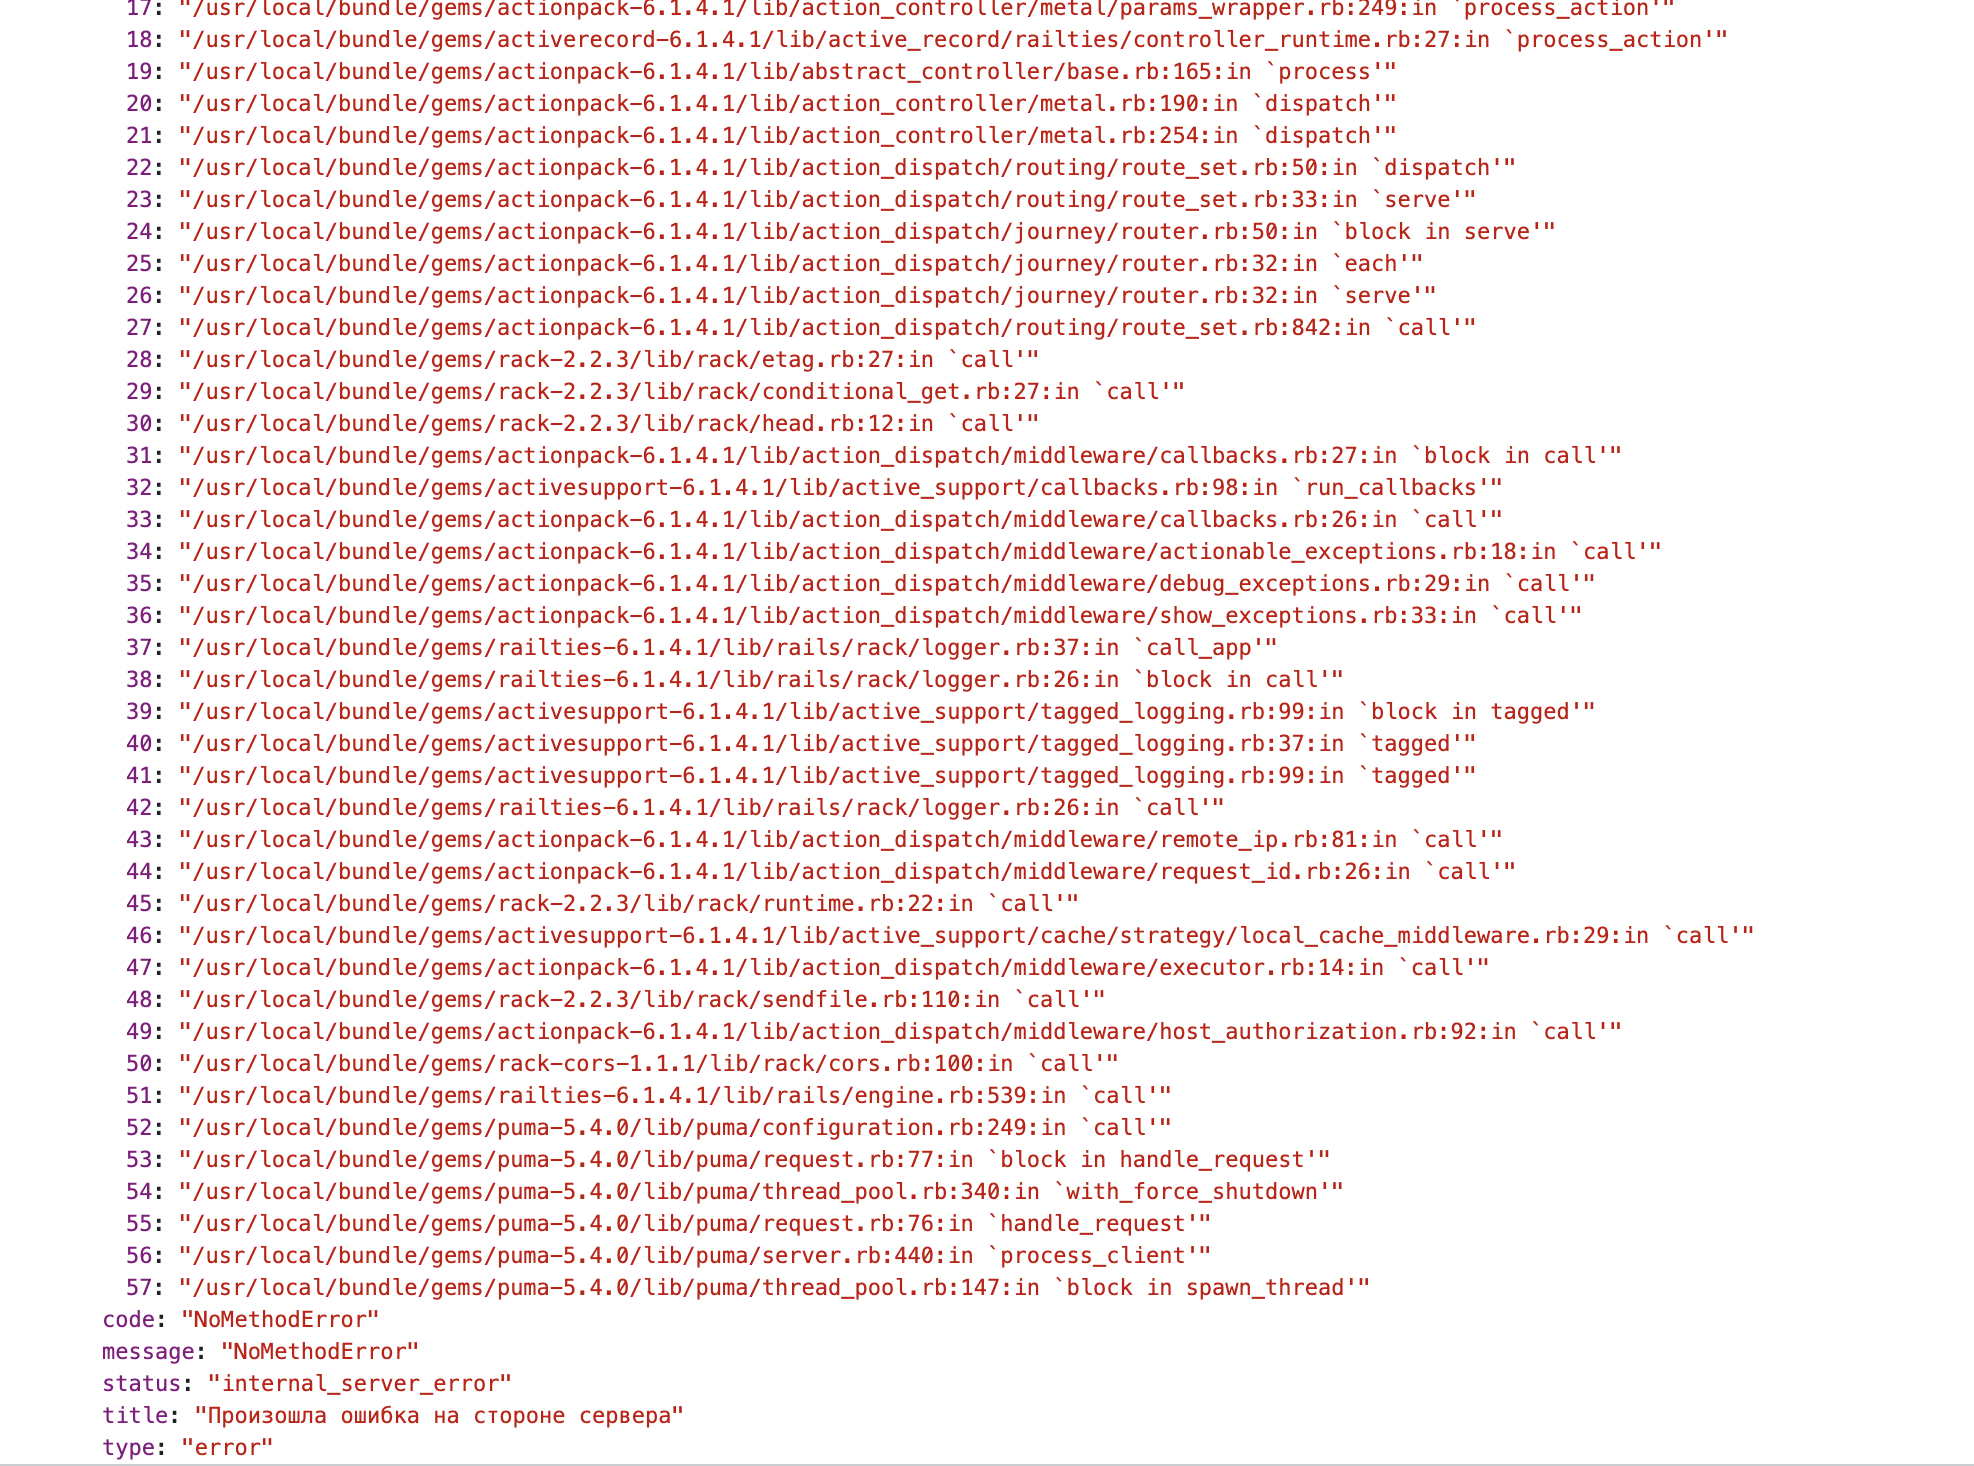 17: "/usr/local/bundle/gems/actionpack-6.1.4.1/lib/action_controller/metal/params_wrapper.rb:249:in `process_action'"
18: "/usr/local/bundle/gems/activerecord-6.1.4.1/lib/active_record/railties/controller_runtime.rb:27:in `process_action'"
19: "/usr/local/bundle/gems/actionpack-6.1.4.1/lib/abstract_controller/base.rb:165:in `process'"
20: "/usr/local/bundle/gems/actionpack-6.1.4.1/lib/action_controller/metal.rb:190:in `dispatch'"
21: "/usr/local/bundle/gems/actionpack-6.1.4.1/lib/action_controller/metal.rb:254:in `dispatch'"
22: "/usr/local/bundle/gems/actionpack-6.1.4.1/lib/action_dispatch/routing/route_set.rb:50:in `dispatch'"
23: "/usr/local/bundle/gems/actionpack-6.1.4.1/lib/action_dispatch/routing/route_set.rb:33:in `serve'"
24: "/usr/local/bundle/gems/actionpack-6.1.4.1/lib/action_dispatch/journey/router.rb:50:in `block in serve'"
25: "/usr/local/bundle/gems/actionpack-6.1.4.1/lib/action_dispatch/journey/router.rb:32:in `each'"
26: "/usr/local/bundle/gems/actionpack-6.1.4.1/lib/action_dispatch/journey/router.rb:32:in `serve'"
27: "/usr/local/bundle/gems/actionpack-6.1.4.1/lib/action_dispatch/routing/route_set.rb:842:in `call'"
28: "/usr/local/bundle/gems/rack-2.2.3/lib/rack/etag.rb:27:in `call'"
29: "/usr/local/bundle/gems/rack-2.2.3/lib/rack/conditional_get.rb:27:in `call'"
30: "/usr/local/bundle/gems/rack-2.2.3/lib/rack/head.rb:12:in `call'"
31: "/usr/local/bundle/gems/actionpack-6.1.4.1/lib/action_dispatch/middleware/callbacks.rb:27:in `block in call'"
32: "/usr/local/bundle/gems/activesupport-6.1.4.1/lib/active_support/callbacks.rb:98:in `run_callbacks'"
33: "/usr/local/bundle/gems/actionpack-6.1.4.1/lib/action_dispatch/middleware/callbacks.rb:26:in `call'"
34: "/usr/local/bundle/gems/actionpack-6.1.4.1/lib/action_dispatch/middleware/actionable_exceptions.rb:18:in `call'"
35: "/usr/local/bundle/gems/actionpack-6.1.4.1/lib/action_dispatch/middleware/debug_exceptions.rb:29:in `call'"
36: "/usr/local/bundle/gems/actionpack-6.1.4.1/lib/action_dispatch/middleware/show_exceptions.rb:33:in `call'"
37: "/usr/local/bundle/gems/railties-6.1.4.1/lib/rails/rack/logger.rb:37:in `call_app'"
38: "/usr/local/bundle/gems/railties-6.1.4.1/lib/rails/rack/logger.rb:26:in `block in call'"
39: "/usr/local/bundle/gems/activesupport-6.1.4.1/lib/active_support/tagged_logging.rb:99:in `block in tagged'"
40: "/usr/local/bundle/gems/activesupport-6.1.4.1/lib/active_support/tagged_logging.rb:37:in `tagged'"
41: "/usr/local/bundle/gems/activesupport-6.1.4.1/lib/active_support/tagged_logging.rb:99:in `tagged'"
42: "/usr/local/bundle/gems/railties-6.1.4.1/lib/rails/rack/logger.rb:26:in `call'"
43: "/usr/local/bundle/gems/actionpack-6.1.4.1/lib/action_dispatch/middleware/remote_ip.rb:81:in `call'"
44: "/usr/local/bundle/gems/actionpack-6.1.4.1/lib/action_dispatch/middleware/request_id.rb:26:in `call'"
45: "/usr/local/bundle/gems/rack-2.2.3/lib/rack/runtime.rb:22:in `call'"
46: "/usr/local/bundle/gems/activesupport-6.1.4.1/lib/active_support/cache/strategy/local_cache_middleware.rb:29:in `call'"
47: "/usr/local/bundle/gems/actionpack-6.1.4.1/lib/action_dispatch/middleware/executor.rb:14:in `call'"
48: "/usr/local/bundle/gems/rack-2.2.3/lib/rack/sendfile.rb:110:in `call'"
49: "/usr/local/bundle/gems/actionpack-6.1.4.1/lib/action_dispatch/middleware/host_authorization.rb:92:in `call'"
50: "/usr/local/bundle/gems/rack-cors-1.1.1/lib/rack/cors.rb:100:in `call'"
51: "/usr/local/bundle/gems/railties-6.1.4.1/lib/rails/engine.rb:539:in `call'"
52: "/usr/local/bundle/gems/puma-5.4.0/lib/puma/configuration.rb:249:in `call'"
53: "/usr/local/bundle/gems/puma-5.4.0/lib/puma/request.rb:77:in `block in handle_request'"
54: "/usr/local/bundle/gems/puma-5.4.0/lib/puma/thread_pool.rb:340:in `with_force_shutdown'"
55: "/usr/local/bundle/gems/puma-5.4.0/lib/puma/request.rb:76:in `handle_request'"
56: "/usr/local/bundle/gems/puma-5.4.0/lib/puma/server.rb:440:in `process_client'"
57: "/usr/local/bundle/gems/puma-5.4.0/lib/puma/thread_pool.rb:147:in `block in spawn_thread'"
code: "NoMethodError"
message: "NoMethodError"
status: "internal_server_error"
title: "Произошла ошибка на стороне сервера"
type: "error"